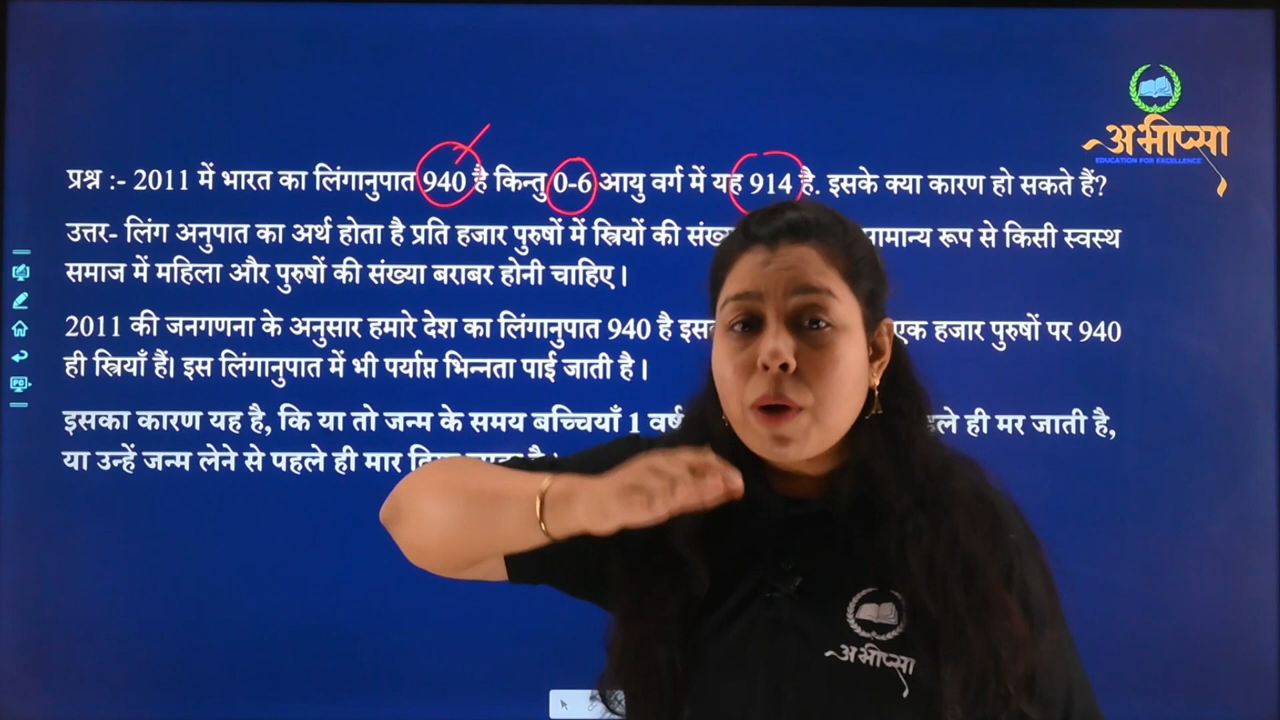 अभीप्सा
EDUCATION FOR EXCELLENCE
प्रश्न :- 2011 में भारत का लिंगानुपात 940 है किन्तु 0-6 आयु वर्ग में यह 914 है. इसके क्या कारण हो सकते हैं?
उत्तर- लिंग अनुपात का अर्थ होता है प्रति हजार पुरुषों में स्त्रियों की रूप से किसी स्वस्थ
समाज में महिला और पुरुषों की संख्या बराबर होनी चाहिए।
2011 की जनगणना के अनुसार हमारे देश का लिंगानुपात 940 है एक हजार पुरुषों पर 940
ही स्त्रियाँ हैं। इस लिंगानुपात में भी पर्याप्त भिन्नता पाई जाती है।
इसका कारण यह है, कि या तो जन्म के समय बच्चियाँ 1 ही मर जाती है,
या उन्हें जन्म लेने से पहले ही मार
अभीप्सा